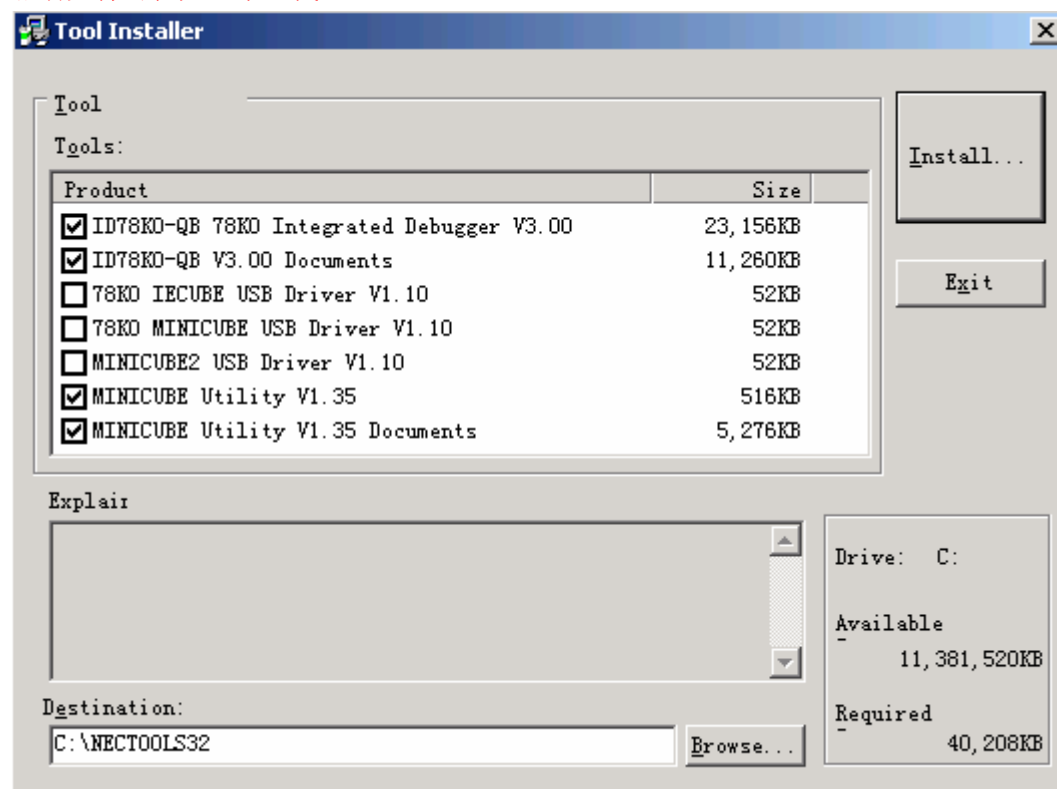 Tool Installer
Tool
Tools:
Install...
Product Size
ID78K0-QB 78K0 Integrated Debugger V3.00 23,156KB
ID78K0-QB V3.00 Documents 11,260KB
78K0 IECUBE USB Driver V1.10 52KB
Exit
78K0 MINICUBE USB Driver V1.10 52KB
MINICUBE2 USB Driver V1.10 52KB
MINICUBE Utility V1.35 516KB
MINICUBE Utility V1.35 Documents 5,276KB
Explain
Drive: C:
Available
11,381,520KB
Destination:
Required
C:\NECTOOLS32 Browse... 40,208KB